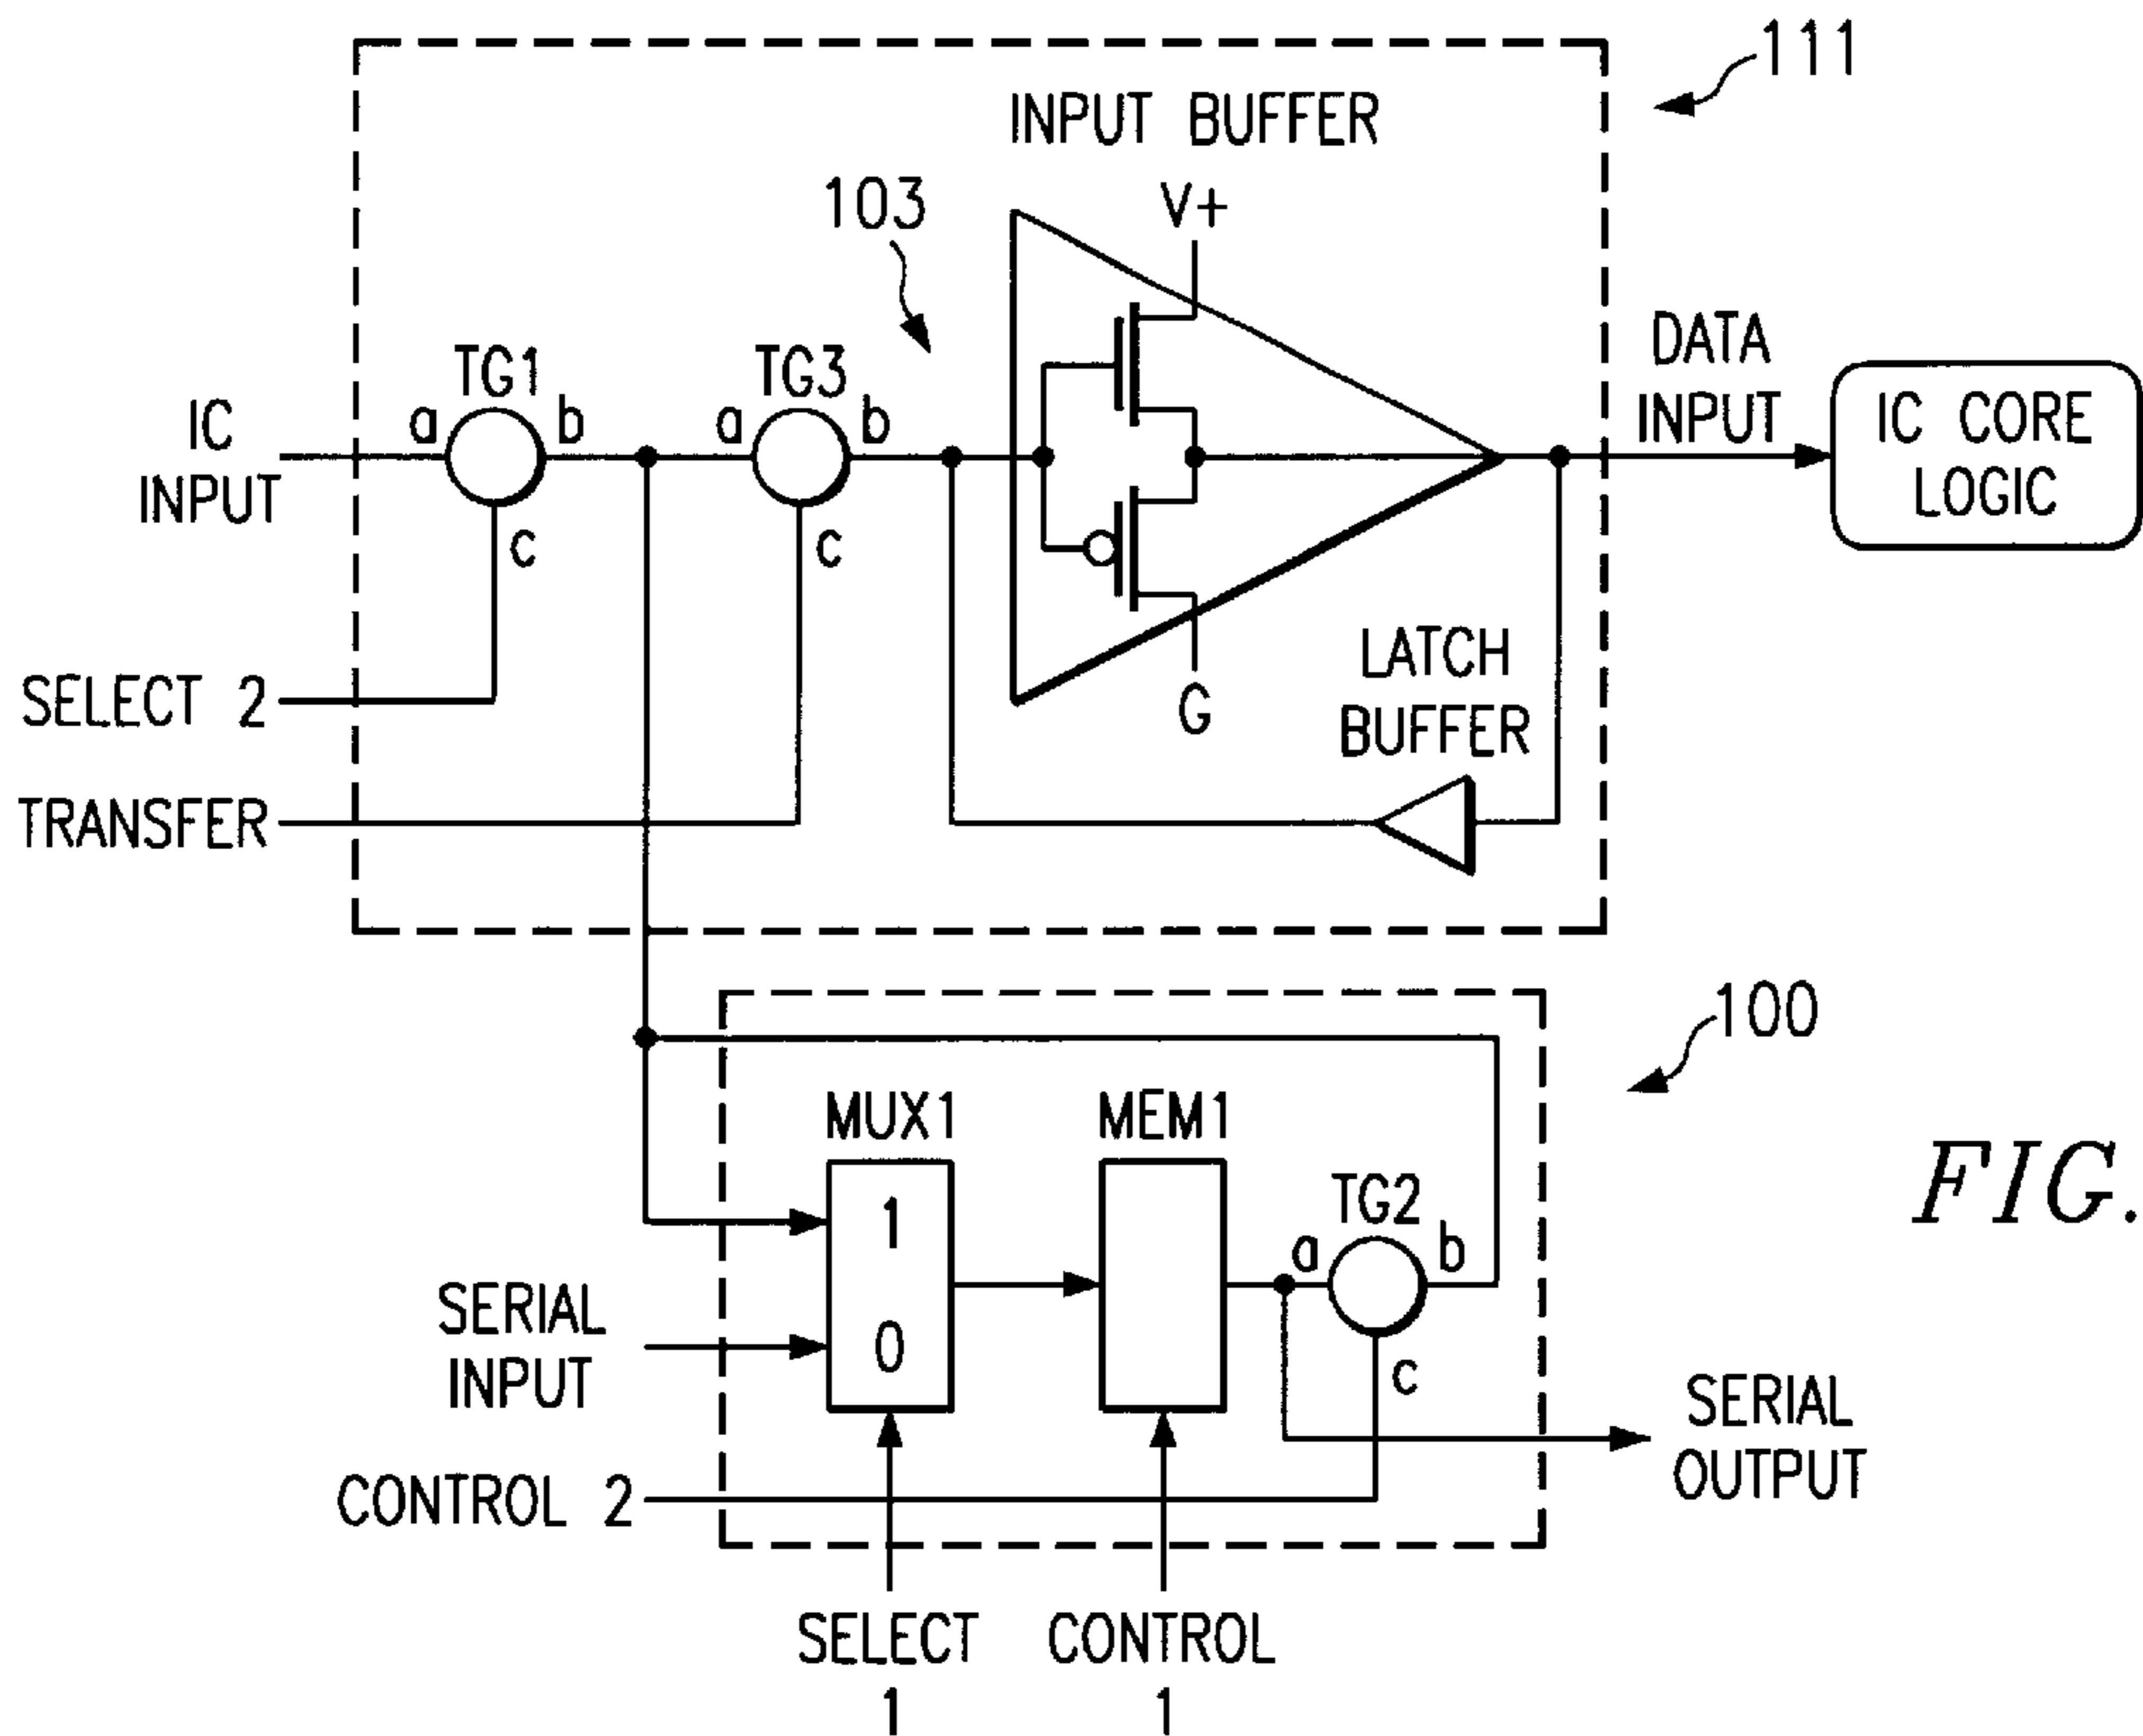 111
INPUT BUFFER
103
V+
TG1
TG3
DATA
INPUT
IC
INPUT
a
b
a
b
IC CORE
LOGIC
c
c
LATCH
BUFFER
SELECT 2
G
TRANSFER
100
MUX1
MEM1
FIG.
1
TG2
a
b
SERIAL
INPUT
0
c
SERIAL
OUTPUT
CONTROL 2
SELECT
1
CONTROL
1